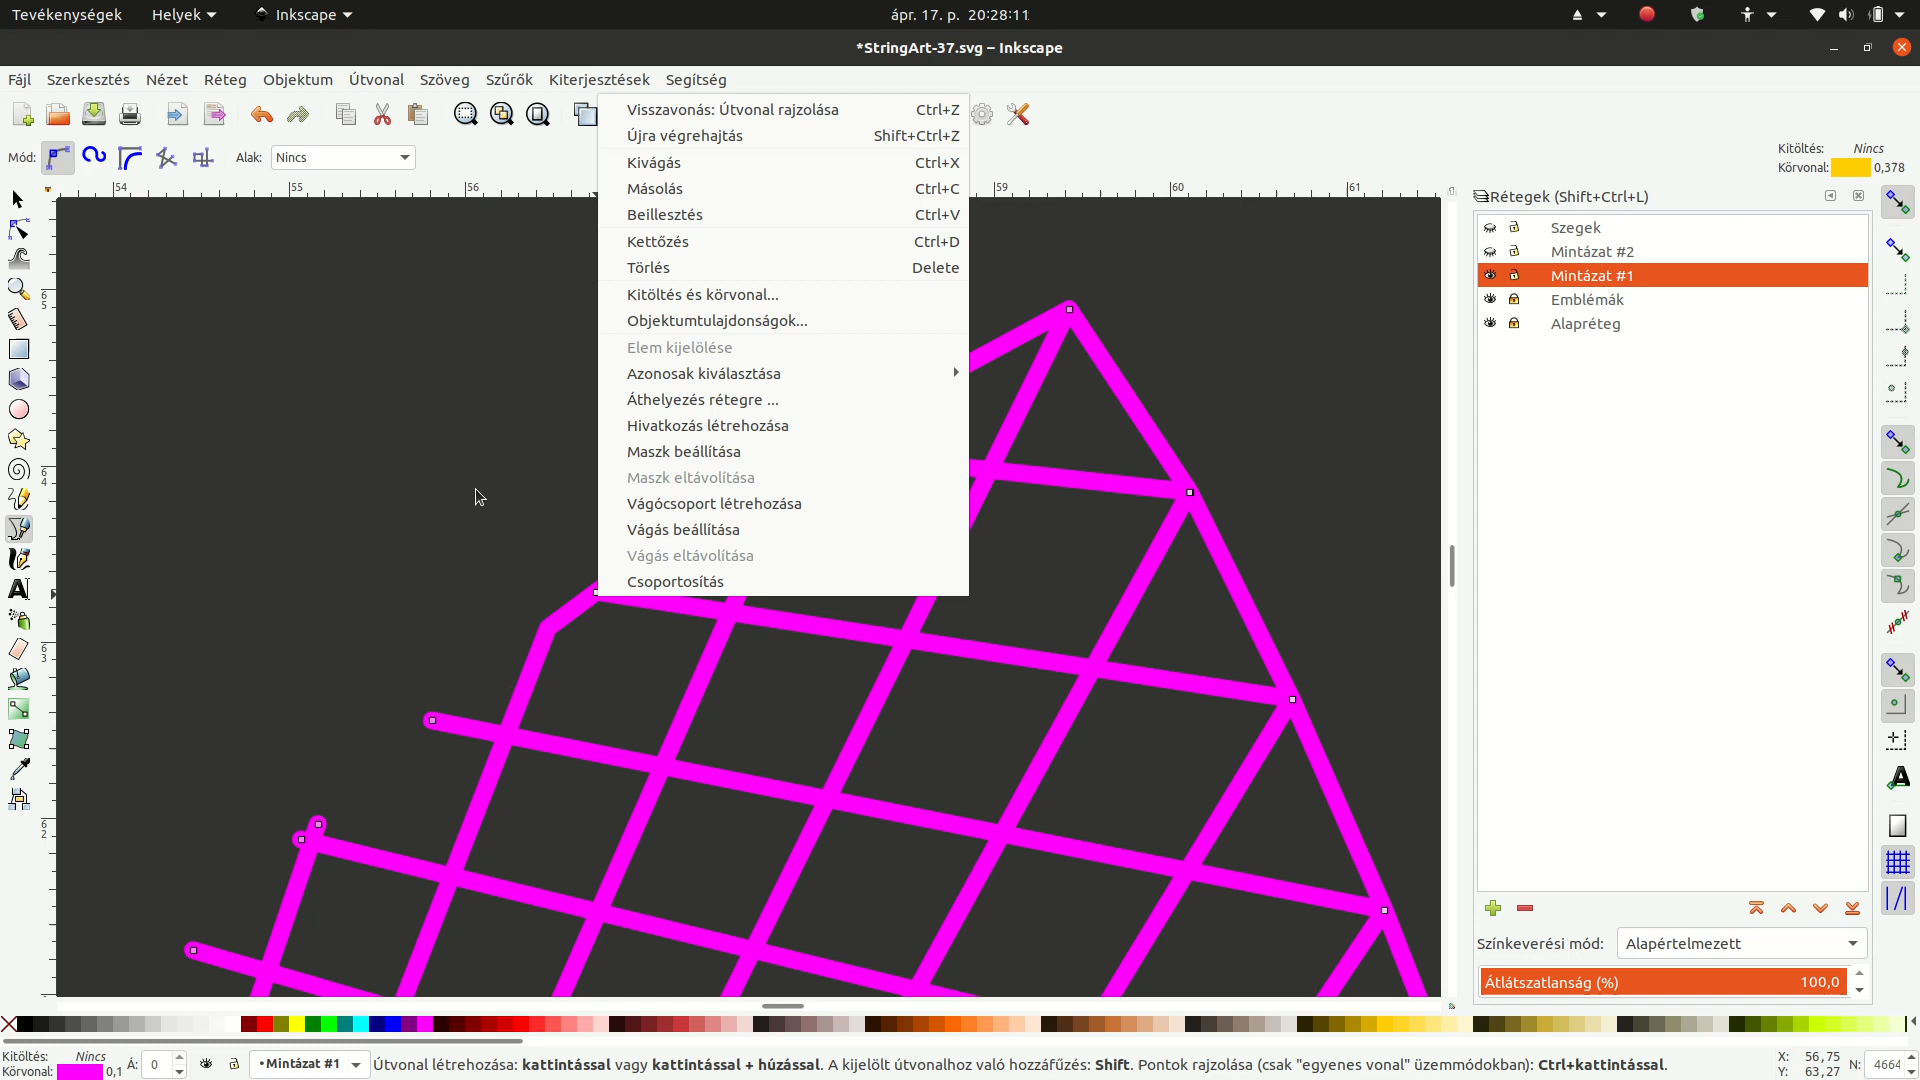 Tevékenységek Helyek Inkscape ápr. 17. p. 20:28:11
*StringArt-37.svg – Inkscape
Fájl Szerkesztés Nézet Réteg Objektum Útvonal Szöveg Szűrők Kiterjesztések Segítség
Mód: Alak: Nincs
Kitöltés: Nincs
Körvonal: 0,378
54 55 56 59 60 61
65
64
63
62
Visszavonás: Útvonal rajzolása Ctrl+Z
Újra végrehajtás Shift+Ctrl+Z
Kivágás Ctrl+X
Másolás Ctrl+C
Beillesztés Ctrl+V
Kettőzés Ctrl+D
Törlés Delete
Kitöltés és körvonal...
Objektumtulajdonságok...
Elem kijelölése
Azonosak kiválasztása
Áthelyezés rétegre ...
Hivatkozás létrehozása
Maszk beállítása
Maszk eltávolítása
Vágócsoport létrehozása
Vágás beállítása
Vágás eltávolítása
Csoportosítás
Rétegek (Shift+Ctrl+L)
Szegek
Mintázat #2
Mintázat #1
Emblémák
Alapréteg
Színkeverési mód: Alapértelmezett
Átlátszatlanság (%) 100,0
Kitöltés: Nincs
Körvonal: 0,1
Á: 0
•Mintázat #1
Útvonal létrehozása: kattintással vagy kattintással + húzással. A kijelölt útvonalhoz való hozzáfűzés: Shift. Pontok rajzolása (csak "egyenes vonal" üzemmódokban): Ctrl+kattintással.
X: 56,75
Y: 63,27
N: 4664